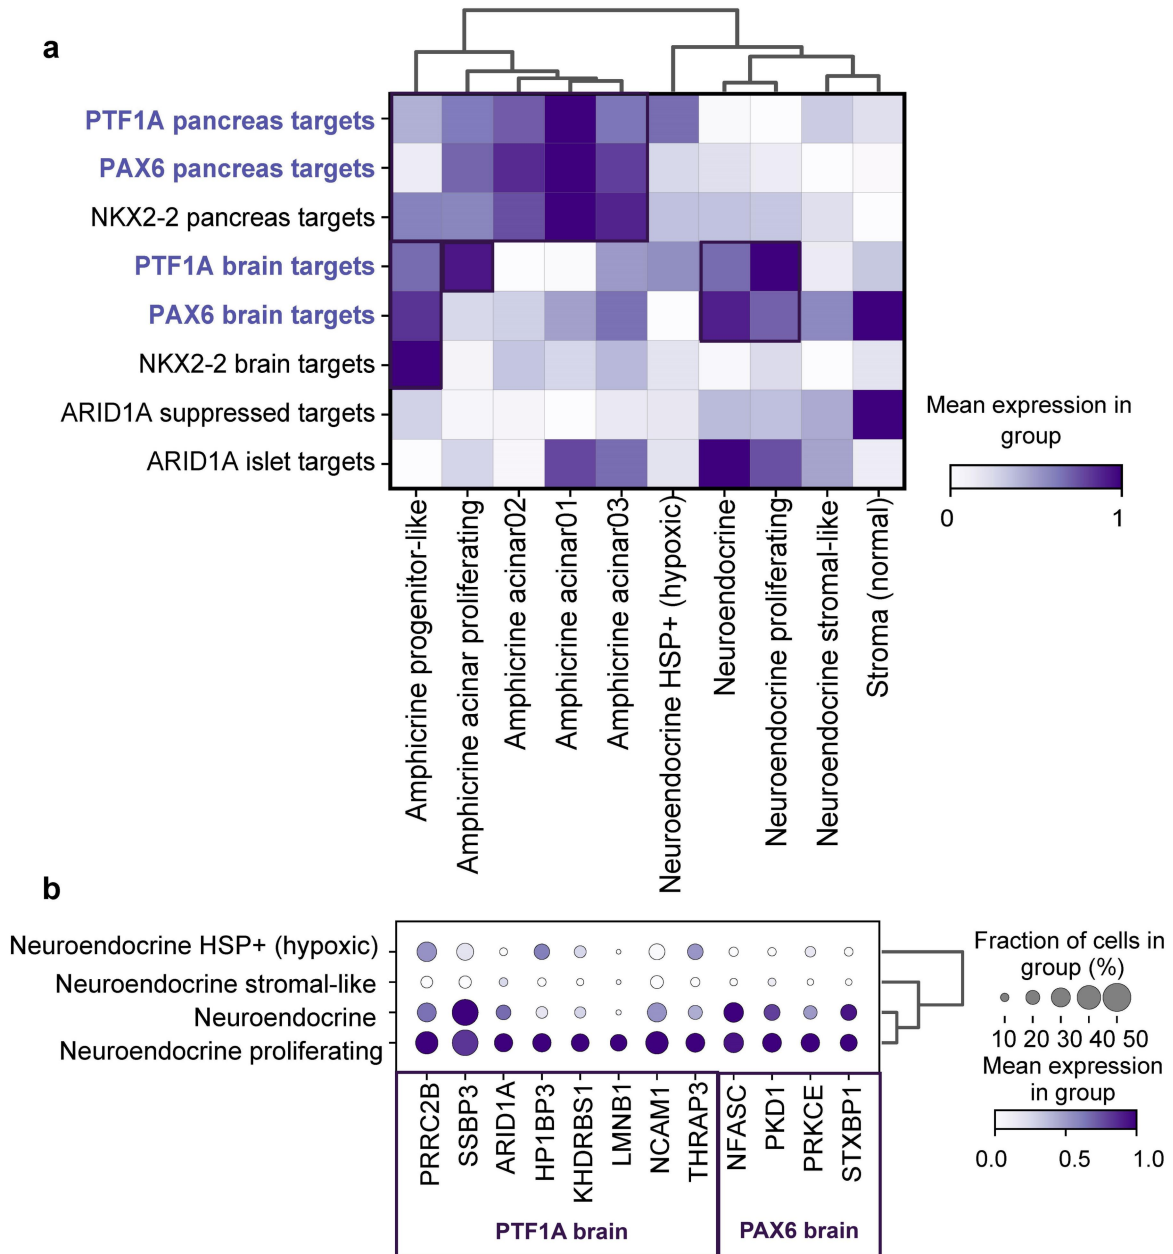 a
PTF1A pancreas targets
PAX6 pancreas targets
NKX2-2 pancreas targets
PTF1A brain targets
PAX6 brain targets
NKX2-2 brain targets
ARID1A suppressed targets
ARID1A islet targets
Mean expression in
group
0 1
Amphicrine progenitor-like
Amphicrine acinar proliferating
Amphicrine acinar02
Amphicrine acinar01
Amphicrine acinar03
Neuroendocrine HSP+ (hypoxic)
Neuroendocrine
Neuroendocrine proliferating
Neuroendocrine stromal-like
Stroma (normal)
b
Neuroendocrine HSP+ (hypoxic)
Neuroendocrine stromal-like
Neuroendocrine
Neuroendocrine proliferating
Fraction of cells in
group (%)
10 20 30 40 50
Mean expression
in group
0.0 0.5 1.0
PRRC2B
SSBP3
ARID1A
HP1BP3
KHDRBS1
LMNB1
NCAM1
THRAP3
NFASC
PKD1
PRKCE
STXBP1
PTF1A brain
PAX6 brain